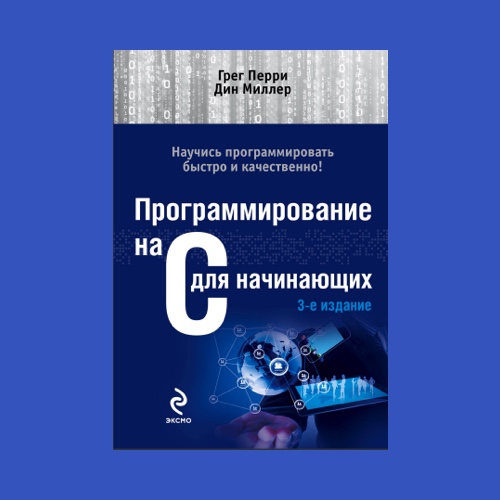 Грег Перри
Дин Миллер
Научись программировать
быстро и качественно!
Программирование
на С для начинающих
3-е издание
ЭКСМО